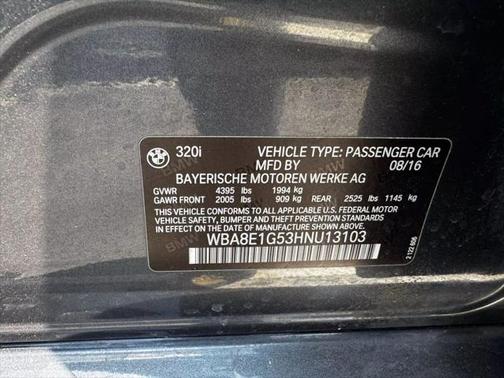 320i VEHICLE TYPE: PASSENGER CAR
MFD BY 08/16
BAYERISCHE MOTOREN WERKE AG
GVWR 4395 lbs 1994 kg
GAWR FRONT 2005 lbs 909 kg REAR 2525 lbs 1145 kg
THIS VEHICLE CONFORMS TO ALL APPLICABLE U.S. FEDERAL MOTOR
VEHICLE SAFETY, BUMPER, AND THEFT PREVENTION STANDARDS
IN EFFECT ON THE DATE OF MANUFACTURE SHOWN ABOVE.
WBA8E1G53HNU13103